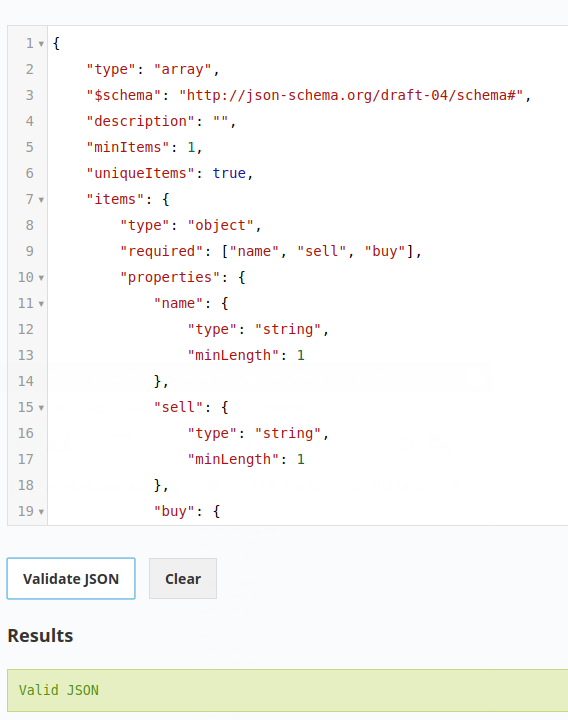 1 {
2     "type": "array",
3     "$schema": "http://json-schema.org/draft-04/schema#",
4     "description": "",
5     "minItems": 1,
6     "uniqueItems": true,
7     "items": {
8         "type": "object",
9         "required": ["name", "sell", "buy"],
10         "properties": {
11             "name": {
12                 "type": "string",
13                 "minLength": 1
14             },
15             "sell": {
16                 "type": "string",
17                 "minLength": 1
18             },
19             "buy": {
Validate JSON Clear
Results
Valid JSON